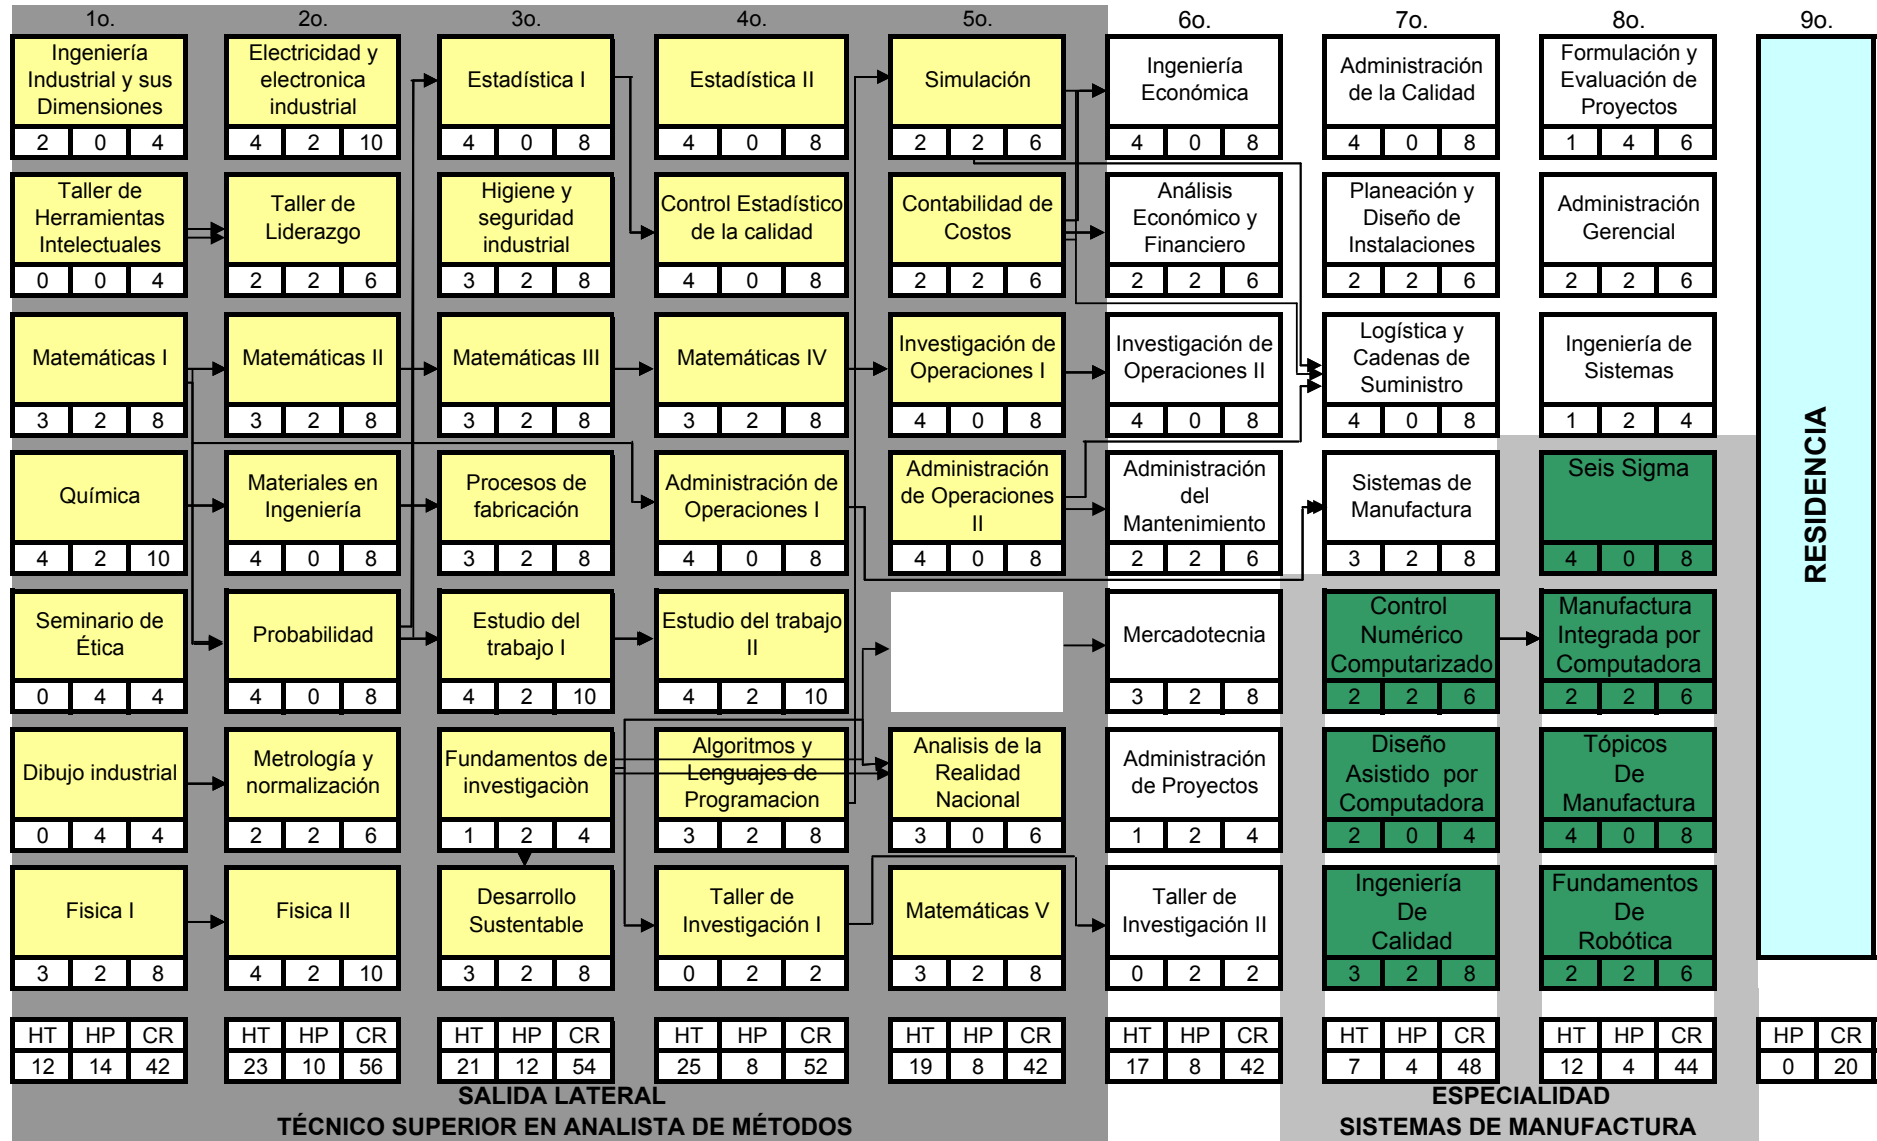 1o. 2o. 3o. 4o. 5o. 6o. 7o. 8o. 9o.
Ingeniería
Industrial y sus
Dimensiones
2 0 4
Electricidad y
electronica
industrial
4 2 10
Estadística I
4 0 8
Estadística II
4 0 8
Simulación
2 2 6
Ingeniería
Económica
4 0 8
Administración
de la Calidad
4 0 8
Formulación y
Evaluación de
Proyectos
1 4 6
Taller de
Herramientas
Intelectuales
0 0 4
Taller de
Liderazgo
2 2 6
Higiene y
seguridad
industrial
3 2 8
Control Estadístico
de la calidad
4 0 8
Contabilidad de
Costos
2 2 6
Análisis
Económico y
Financiero
2 2 6
Planeación y
Diseño de
Instalaciones
2 2 6
Administración
Gerencial
2 2 6
Matemáticas I
3 2 8
Matemáticas II
3 2 8
Matemáticas III
3 2 8
Matemáticas IV
3 2 8
Investigación de
Operaciones I
4 0 8
Investigación de
Operaciones II
4 0 8
Logística y
Cadenas de
Suministro
4 0 8
Ingeniería de
Sistemas
1 2 4
Química
4 2 10
Materiales en
Ingeniería
4 0 8
Procesos de
fabricación
3 2 8
Administración de
Operaciones I
4 0 8
Administración
de Operaciones
II
4 0 8
Administración
del
Mantenimiento
2 2 6
Sistemas de
Manufactura
3 2 8
Seis Sigma
4 0 8
Seminario de
Ética
0 4 4
Probabilidad
4 0 8
Estudio del
trabajo I
4 2 10
Estudio del trabajo
II
4 2 10
Mercadotecnia
3 2 8
Control
Numérico
Computarizado
2 2 6
Manufactura
Integrada por
Computadora
2 2 6
Dibujo industrial
0 4 4
Metrología y
normalización
2 2 6
Fundamentos de
investigaciòn
1 2 4
Algoritmos y
Lenguajes de
Programacion
3 2 8
Analisis de la
Realidad
Nacional
3 0 6
Administración
de Proyectos
1 2 4
Diseño
Asistido por
Computadora
2 0 4
Tópicos
De
Manufactura
4 0 8
Fisica I
3 2 8
Fisica II
4 2 10
Desarrollo
Sustentable
3 2 8
Taller de
Investigación I
0 2 2
Matemáticas V
3 2 8
Taller de
Investigación II
0 2 2
Ingeniería
De
Calidad
3 2 8
Fundamentos
De
Robótica
2 2 6
RESIDENCIA
HT HP CR
12 14 42
HT HP CR
23 10 56
HT HP CR
21 12 54
HT HP CR
25 8 52
HT HP CR
19 8 42
HT HP CR
17 8 42
HT HP CR
7 4 48
HT HP CR
12 4 44
HP CR
0 20
SALIDA LATERAL
TÉCNICO SUPERIOR EN ANALISTA DE MÉTODOS
ESPECIALIDAD
SISTEMAS DE MANUFACTURA